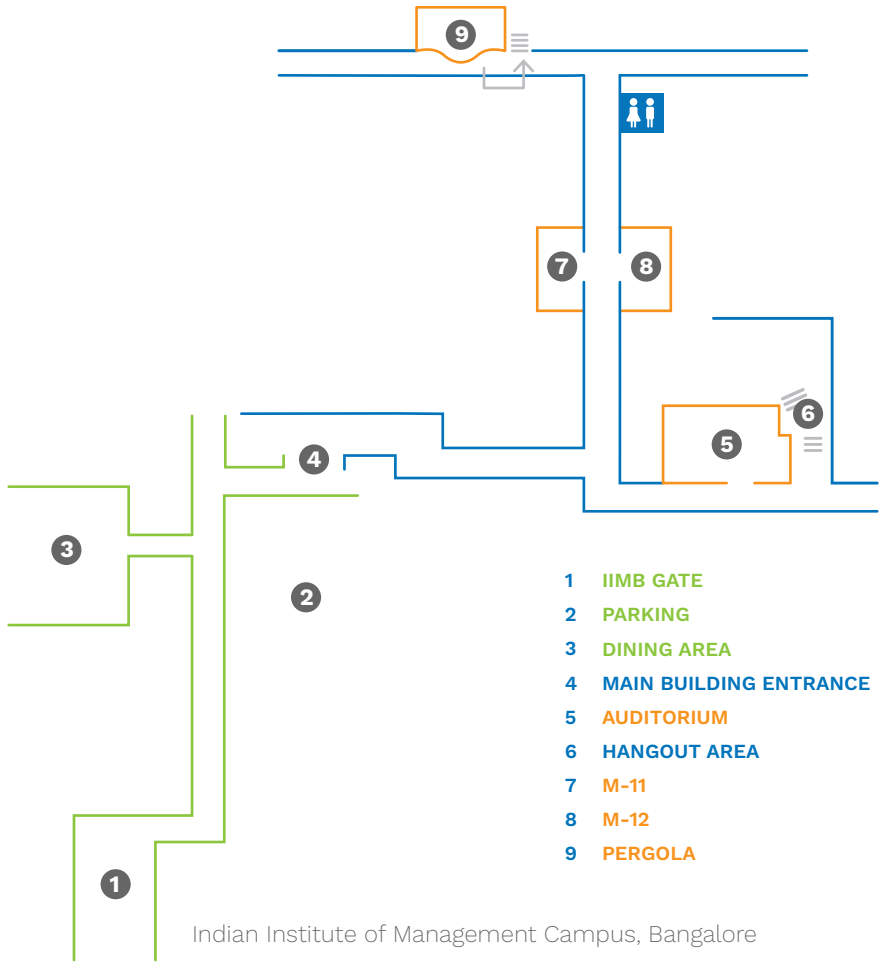 9
7
8
6
5
4
3
2
1
1 IIMB GATE
2 PARKING
3 DINING AREA
4 MAIN BUILDING ENTRANCE
5 AUDITORIUM
6 HANGOUT AREA
7 M-11
8 M-12
9 PERGOLA
Indian Institute of Management Campus, Bangalore